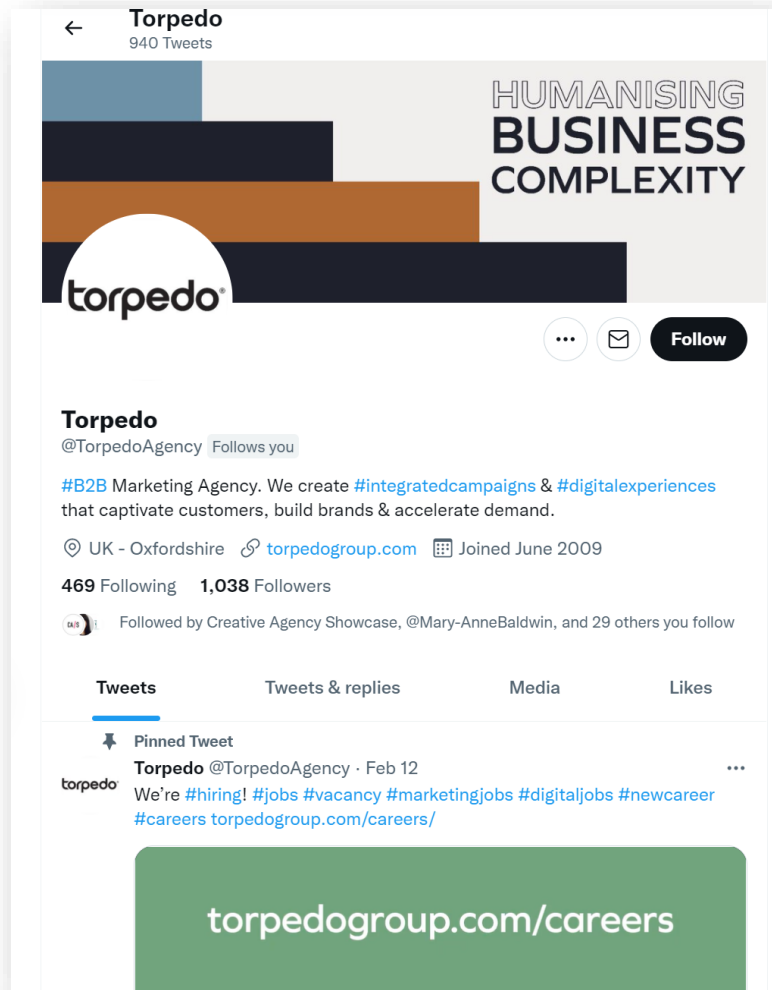 Torpedo
940 Tweets
HUMANISING
BUSINESS
COMPLEXITY
torpedo®
Follow
Torpedo
@TorpedoAgency Follows you
#B2B Marketing Agency. We create #integratedcampaigns & #digitalexperiences
that captivate customers, build brands & accelerate demand.
UK - Oxfordshire torpedogroup.com Joined June 2009
469 Following 1,038 Followers
CA/S Followed by Creative Agency Showcase, @Mary-AnneBaldwin, and 29 others you follow
Tweets Tweets & replies Media Likes
Pinned Tweet
Torpedo @TorpedoAgency · Feb 12
torpedo
We’re #hiring! #jobs #vacancy #marketingjobs #digitaljobs #newcareer
#careers torpedogroup.com/careers/
torpedogroup.com/careers